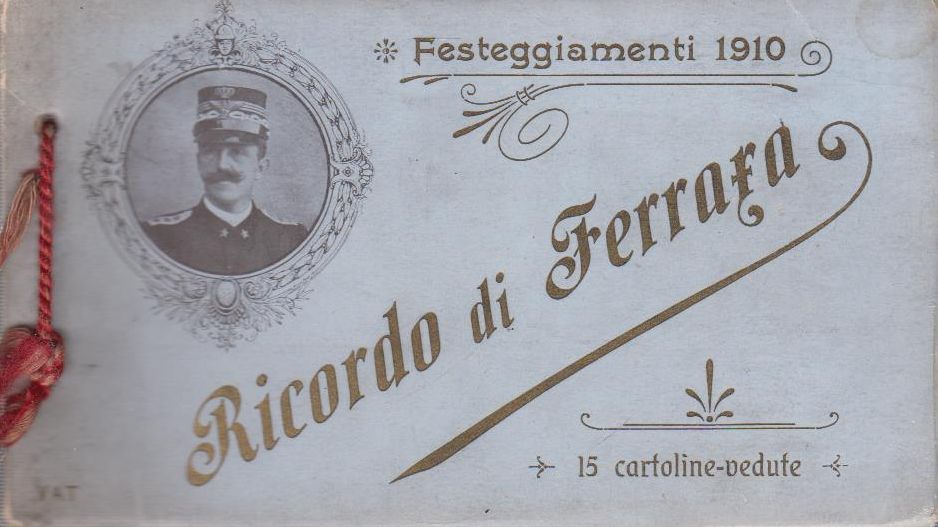 Festeggiamenti 1910
Ricordo di Ferrara
15 cartoline-vedute